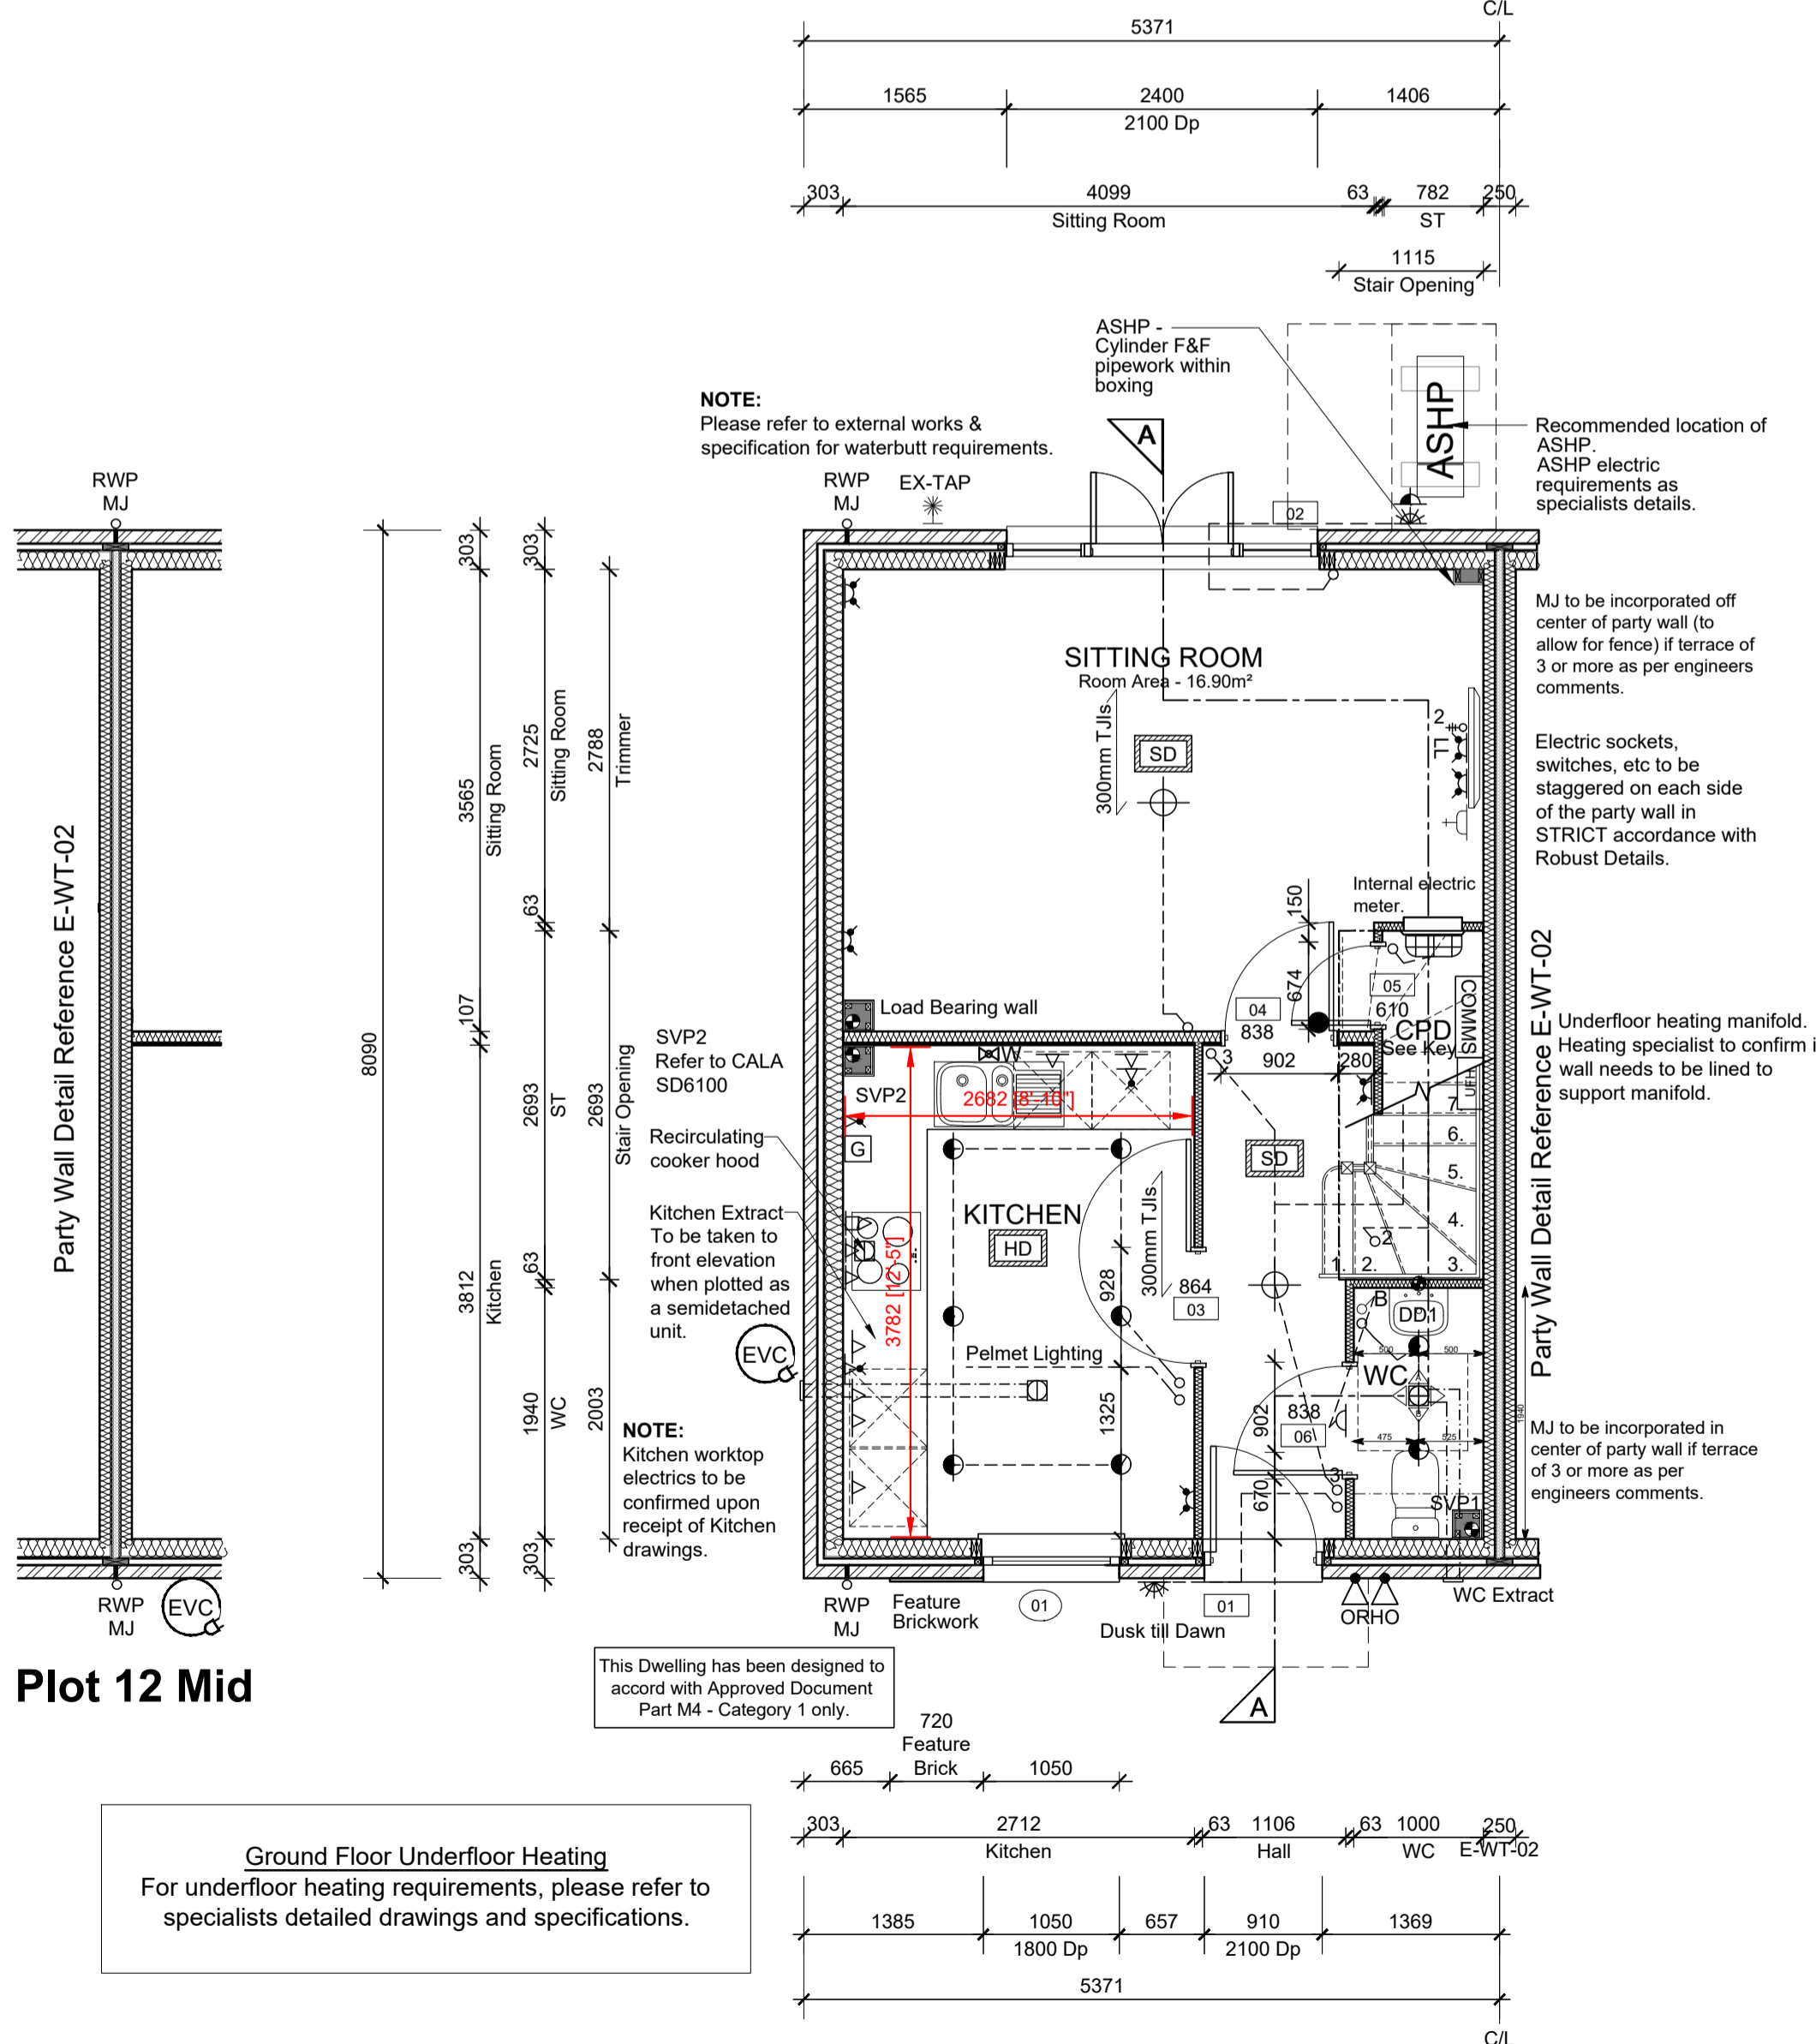 C/L
5371
1565
2400
1406
2100 Dp
303
4099
63
782
250
Sitting Room
ST
1115
Stair Opening
ASHP -
Cylinder F&F
pipework within
boxing
NOTE:
Please refer to external works &
specification for waterbutt requirements.
ASHP
Recommended location of
ASHP.
ASHP electric
requirements as
specialists details.
A
RWP
MJ
RWP
MJ
EX-TAP
02
303
303
MJ to be incorporated off
center of party wall (to
allow for fence) if terrace of
3 or more as per engineers
comments.
SITTING ROOM
Room Area - 16.90m²
300mm TJIs
SD
2
Electric sockets,
switches, etc to be
staggered on each side
of the party wall in
STRICT accordance with
Robust Details.
3565
Sitting Room
2725
Sitting Room
2788
Trimmer
Party Wall Detail Reference E-WT-02
8090
63
107
Internal electric
meter.
150
674
04
838
05
610
CPD
See Key
COMMS
UFH
Party Wall Detail Reference E-WT-02
Underfloor heating manifold.
Heating specialist to confirm i
wall needs to be lined to
support manifold.
Load Bearing wall
SVP2
Refer to CALA
SD6100
W
3
902
280
SVP2
2682 [8'-10"]
G
2693
ST
2693
Stair Opening
Recirculating
cooker hood
Kitchen Extract
To be taken to
front elevation
when plotted as
a semidetached
unit.
KITCHEN
HD
3782 [12'-5"]
300mm TJIs
SD
7.
6.
5.
4.
3.
2.
1.
2
928
864
03
3812
Kitchen
63
1940
WC
2003
EVC
Pelmet Lighting
1325
B
DD1
500
500
WC
902
838
06
475
525
1940
3
670
SVP1
NOTE:
Kitchen worktop
electrics to be
confirmed upon
receipt of Kitchen
drawings.
MJ to be incorporated in
center of party wall if terrace
of 3 or more as per
engineers comments.
303
303
RWP
MJ
EVC
RWP
MJ
Feature
Brickwork
01
Dusk till Dawn
01
ORHO
WC Extract
Plot 12 Mid
This Dwelling has been designed to
accord with Approved Document
Part M4 - Category 1 only.
A
720
Feature
Brick
665
1050
303
2712
63
1106
63
1000
250
Kitchen
Hall
WC
E-WT-02
Ground Floor Underfloor Heating
For underfloor heating requirements, please refer to
specialists detailed drawings and specifications.
1385
1050
657
910
1369
1800 Dp
2100 Dp
5371
C/L